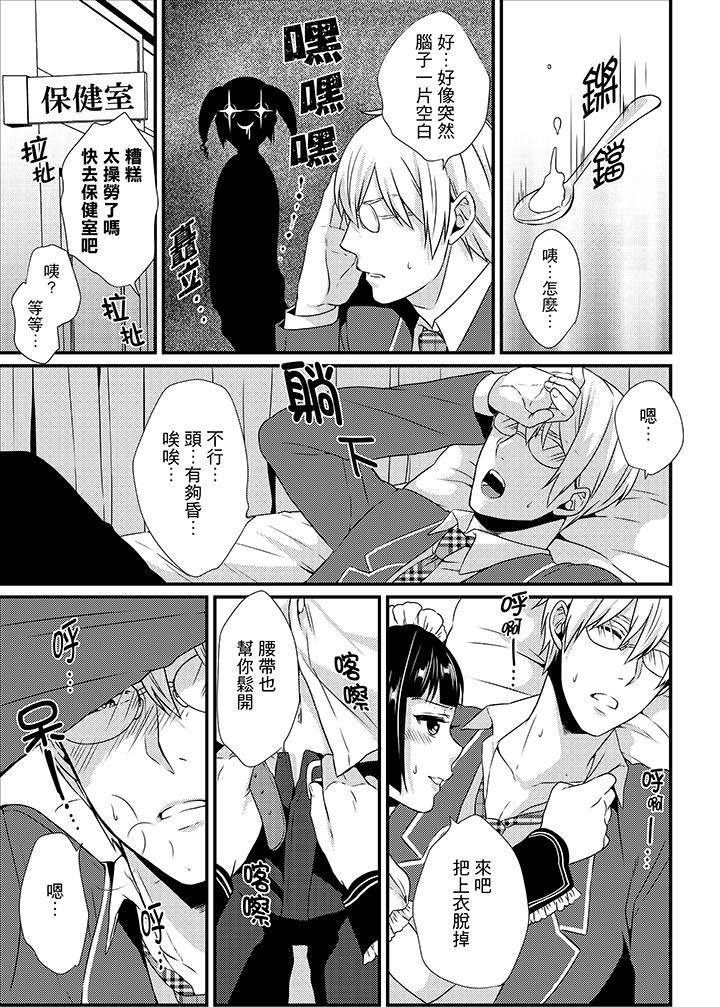 鏘
鐺
咦…怎麼…
好…好像突然
腦子一片空白
嘿
嘿
嘿
矗立…
保健室
糟糕
太操勞了嗎
快去保健室吧
拉扯
拉扯
咦?
等等…
嗯…
躺
下
不行…
頭…有夠昏…
唉唉…
呼啊…
呼啊…
來吧
把上衣脫掉
腰帶也
幫你鬆開
喀嚓
喀嚓
呼…
呆…
嗯…
呼…